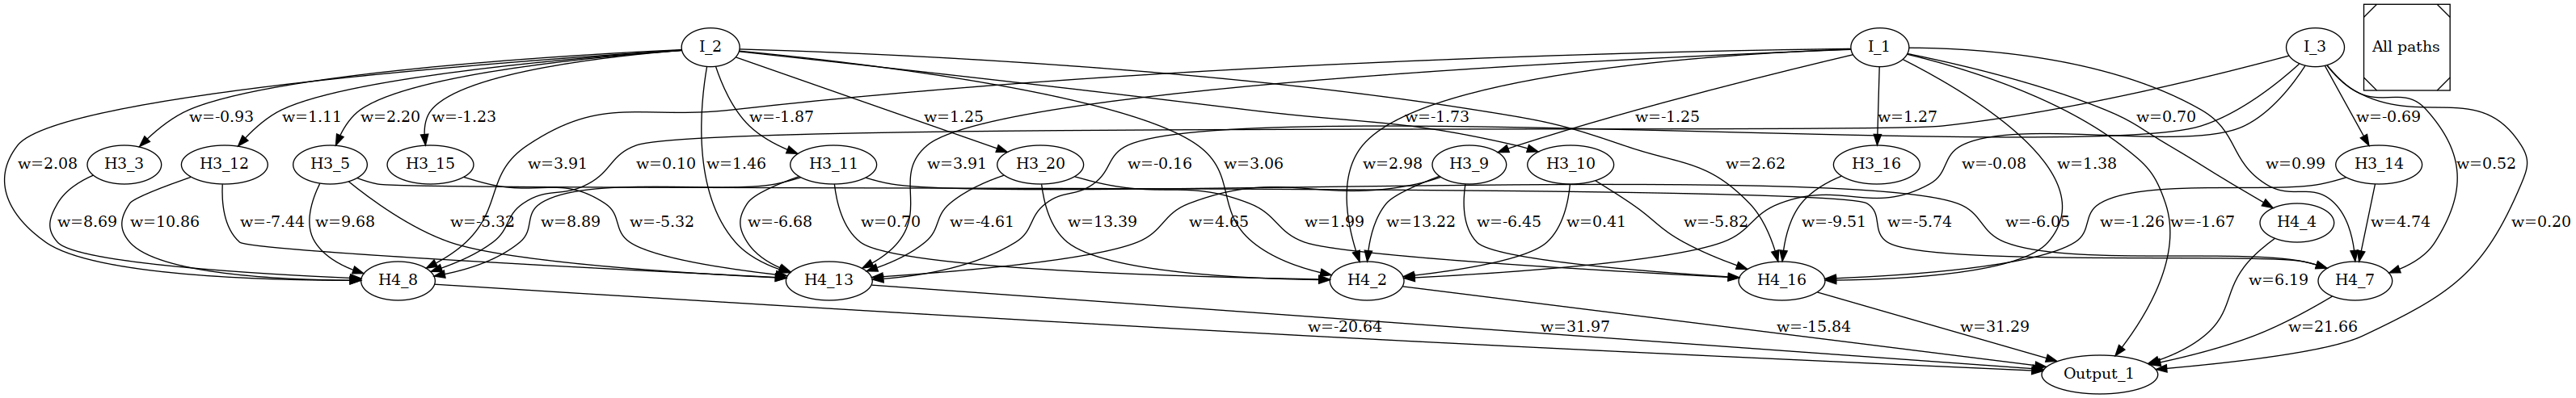 I_2
I_1
I_3
All paths
w=-0.93
w=1.11
w=2.20
w=-1.23
w=-1.87
w=1.25
w=-1.73
w=-1.25
w=1.27
w=0.70
w=-0.69
w=2.08
H3_3
H3_12
H3_5
H3_15
w=3.91
w=0.10
w=1.46
H3_11
w=3.91
H3_20
w=-0.16
w=3.06
w=2.98
H3_9
H3_10
w=2.62
H3_16
w=-0.08
w=1.38
w=0.99
H3_14
w=0.52
w=8.69
w=10.86
w=-7.44
w=9.68
w=-5.32
w=8.89
w=-5.32
w=-6.68
w=0.70
w=-4.61
w=13.39
w=4.65
w=1.99
w=13.22
w=-6.45
w=0.41
w=-5.82
w=-9.51
w=-5.74
w=-6.05
w=-1.26
w=-1.67
H4_4
w=4.74
w=0.20
H4_8
H4_13
H4_2
H4_16
w=6.19
H4_7
w=-20.64
w=31.97
w=-15.84
w=31.29
w=21.66
Output_1